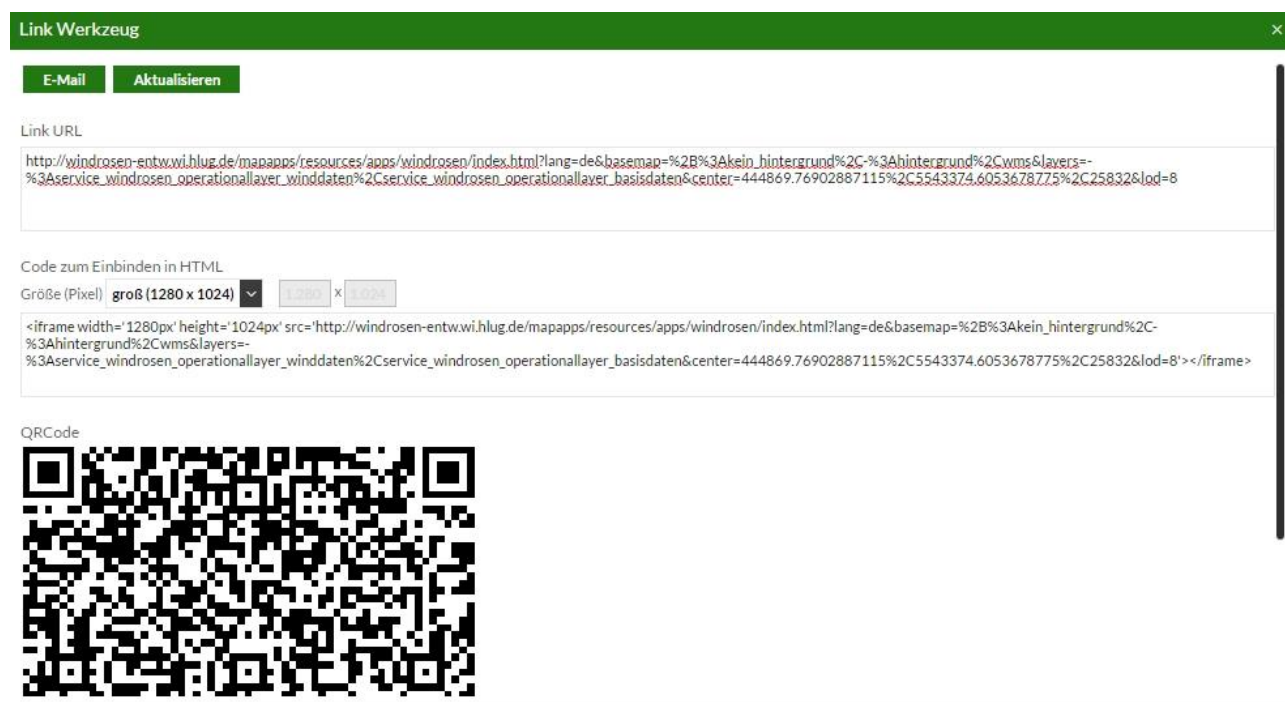 Link Werkzeug ×
E-Mail Aktualisieren
Link URL
http://windrosen-entw.wi.hlug.de/mapapps/resources/apps/windrosen/index.html?lang=de&basemap=%2B%3Akein_hintergrund%2C-%3Ahintergrund%2Cwms&layers=-
%3Aservice_windrosen_operationallayer_winddaten%2Cservice_windrosen_operationallayer_basisdaten&center=444869.76902887115%2C5543374.6053678775%2C25832&lod=8
Code zum Einbinden in HTML
Größe (Pixel) groß (1280 x 1024) 1.280 x 1.024
<iframe width='1280px' height='1024px' src='http://windrosen-entw.wi.hlug.de/mapapps/resources/apps/windrosen/index.html?lang=de&basemap=%2B%3Akein_hintergrund%2C-
%3Ahintergrund%2Cwms&layers=-
%3Aservice_windrosen_operationallayer_winddaten%2Cservice_windrosen_operationallayer_basisdaten&center=444869.76902887115%2C5543374.6053678775%2C25832&lod=8'></iframe>
QRCode